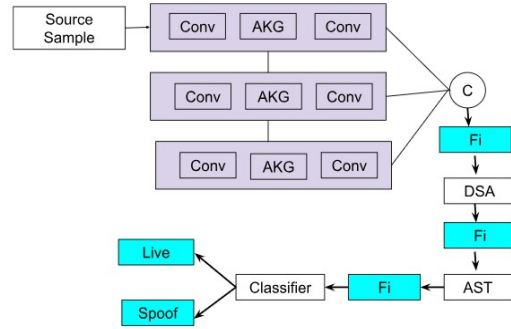 Source
Sample
Conv AKG Conv
Conv AKG Conv
Conv AKG Conv
C
Fi
DSA
Fi
Live
Spoof
Classifier
Fi
AST